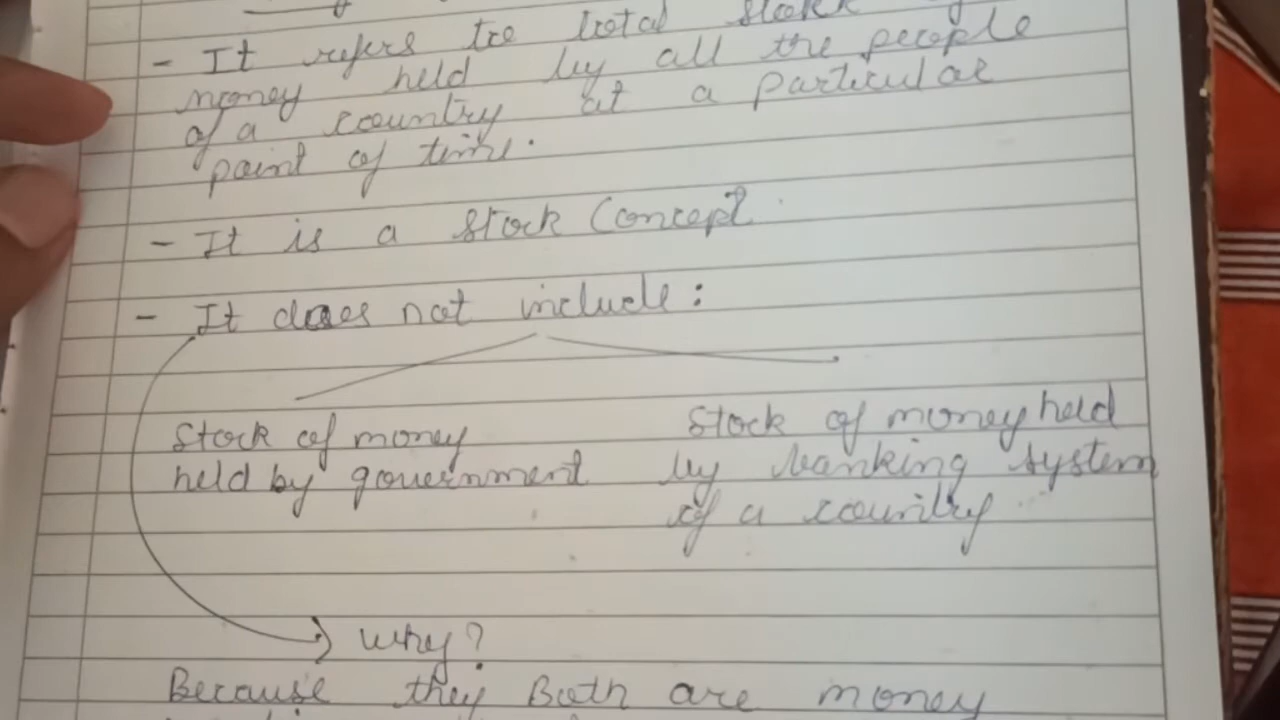 - It refers to total stock
money held by all the people
of a country at a particular
point of time.
- It is a Stock Concept
- It does not include:
Stock of money
held by government
Stock of money held
by banking system
of a country
Why?
Because they Both are money